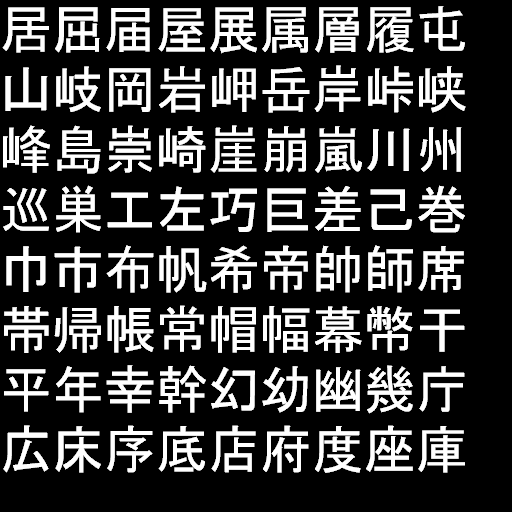 居屈届屋展属層履屯
山岐岡岩岬岳岸峠峡
峰島崇崎崖崩嵐川州
巡巣工左巧巨差己巻
巾市布帆希帝帥師席
帯帰帳常帽幅幕幣干
平年幸幹幻幼幽幾庁
広床序底店府度座庫